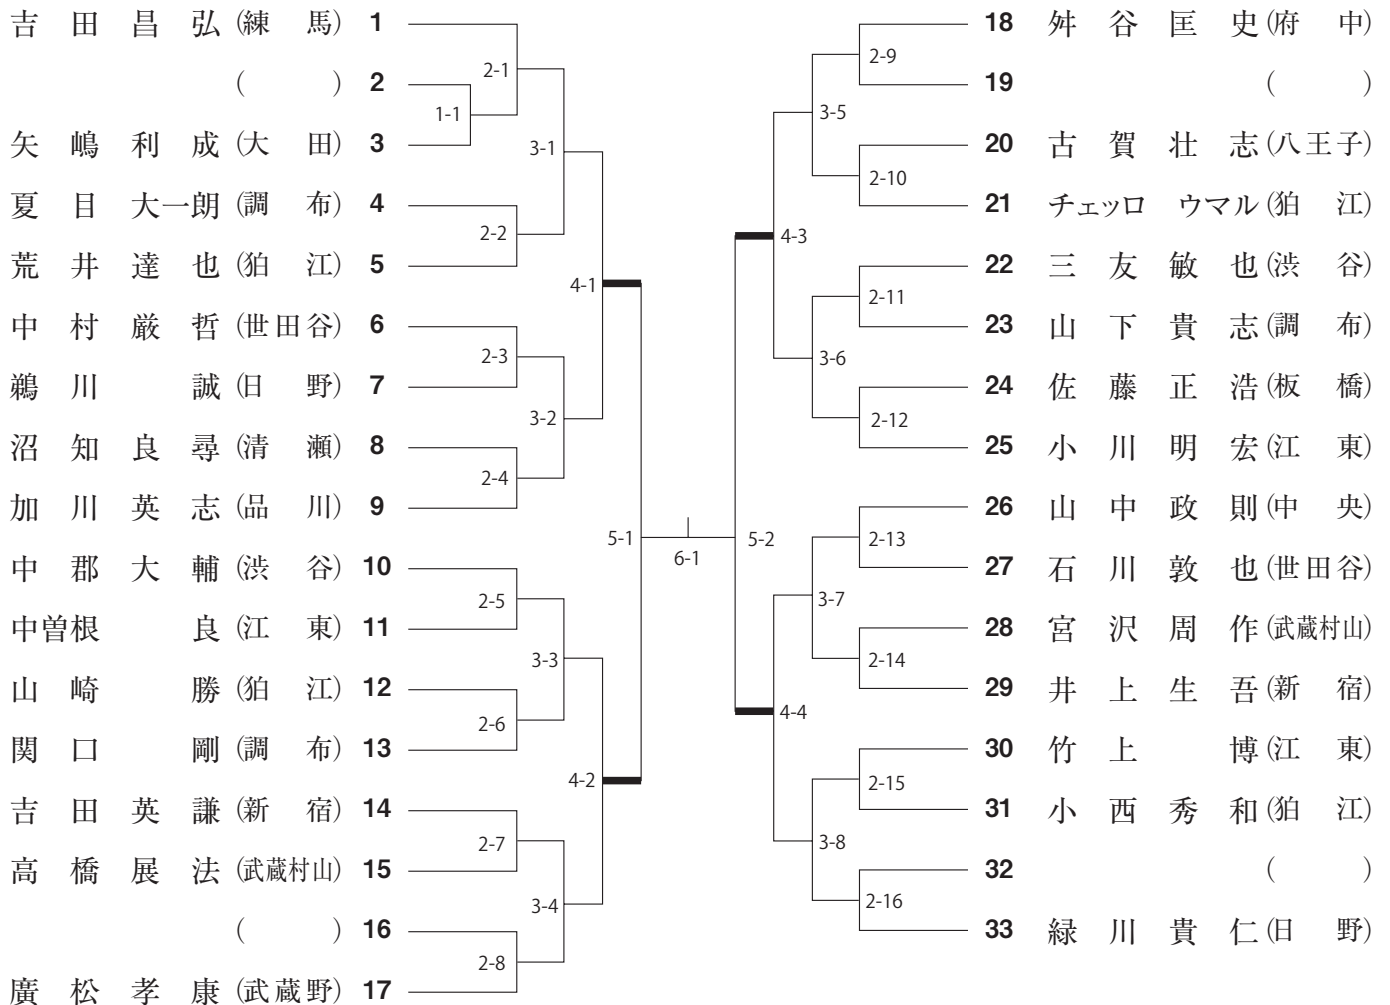 吉田昌弘(練馬) 1
( ) 2
矢嶋利成(大田) 3
夏目大一朗(調布) 4
荒井達也(狛江) 5
中村厳哲(世田谷) 6
鵜川誠(日野) 7
沼知良尋(清瀬) 8
加川英志(品川) 9
中郡大輔(渋谷) 10
中曽根良(江東) 11
山崎勝(狛江) 12
関口剛(調布) 13
吉田英謙(新宿) 14
高橋展法(武蔵村山) 15
( ) 16
廣松孝康(武蔵野) 17
1-1
2-1
2-2
2-3
2-4
2-5
2-6
2-7
2-8
3-1
3-2
3-3
3-4
4-1
4-2
5-1
6-1
5-2
4-3
4-4
3-5
3-6
3-7
3-8
2-9
2-10
2-11
2-12
2-13
2-14
2-15
2-16
18 舛谷匡史(府中)
19 ( )
20 古賀壮志(八王子)
21 チェッロ ウマル(狛江)
22 三友敏也(渋谷)
23 山下貴志(調布)
24 佐藤正浩(板橋)
25 小川明宏(江東)
26 山中政則(中央)
27 石川敦也(世田谷)
28 宮沢周作(武蔵村山)
29 井上生吾(新宿)
30 竹上博(江東)
31 小西秀和(狛江)
32 ( )
33 緑川貴仁(日野)